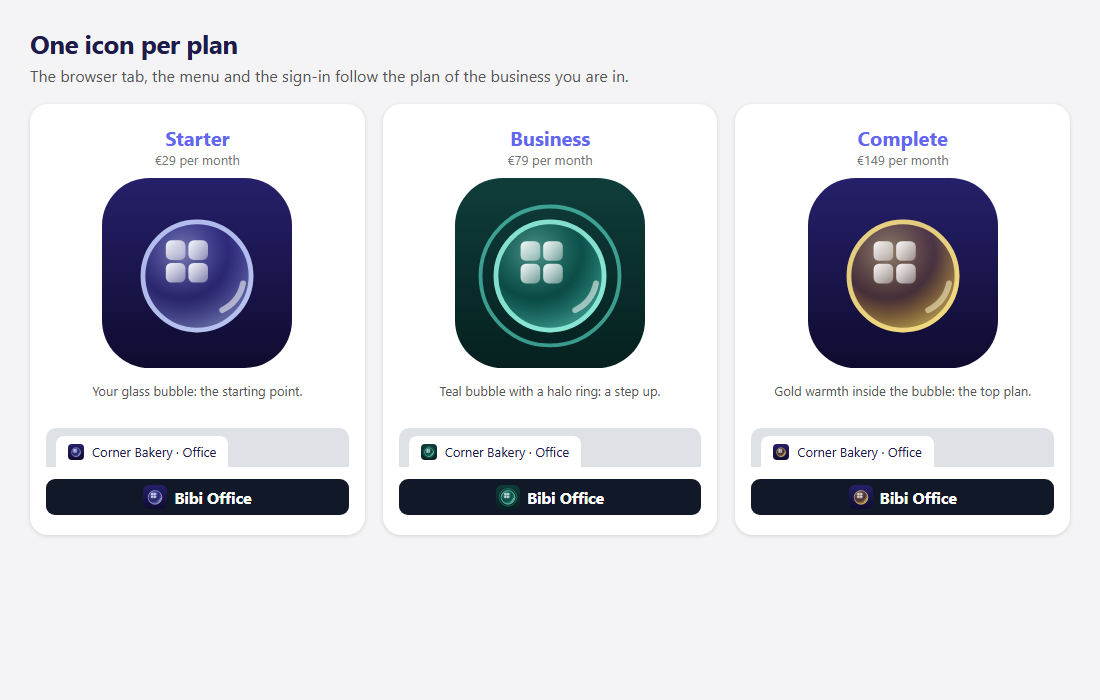 One icon per plan
The browser tab, the menu and the sign-in follow the plan of the business you are in.
Starter
€29 per month
Your glass bubble: the starting point.
Corner Bakery · Office
Bibi Office
Business
€79 per month
Teal bubble with a halo ring: a step up.
Corner Bakery · Office
Bibi Office
Complete
€149 per month
Gold warmth inside the bubble: the top plan.
Corner Bakery · Office
Bibi Office